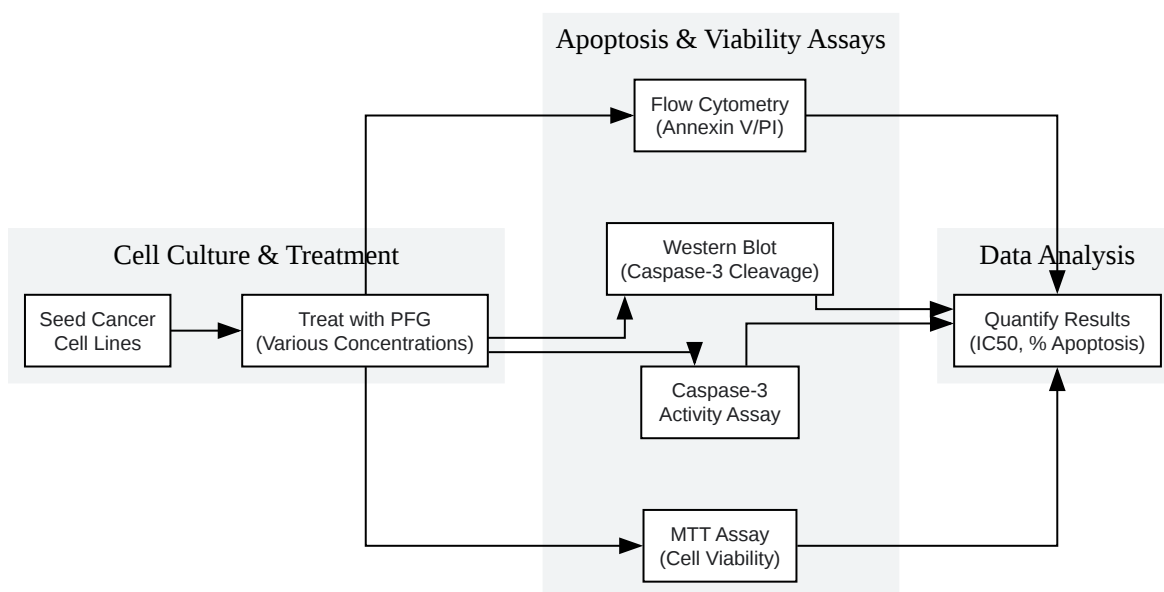 Apoptosis & Viability Assays
Flow Cytometry
(Annexin V/PI)
Western Blot
(Caspase-3 Cleavage)
Cell Culture & Treatment
Data Analysis
Seed Cancer
Cell Lines
Treat with PFG
(Various Concentrations)
Quantify Results
(IC50, % Apoptosis)
Caspase-3
Activity Assay
MTT Assay
(Cell Viability)